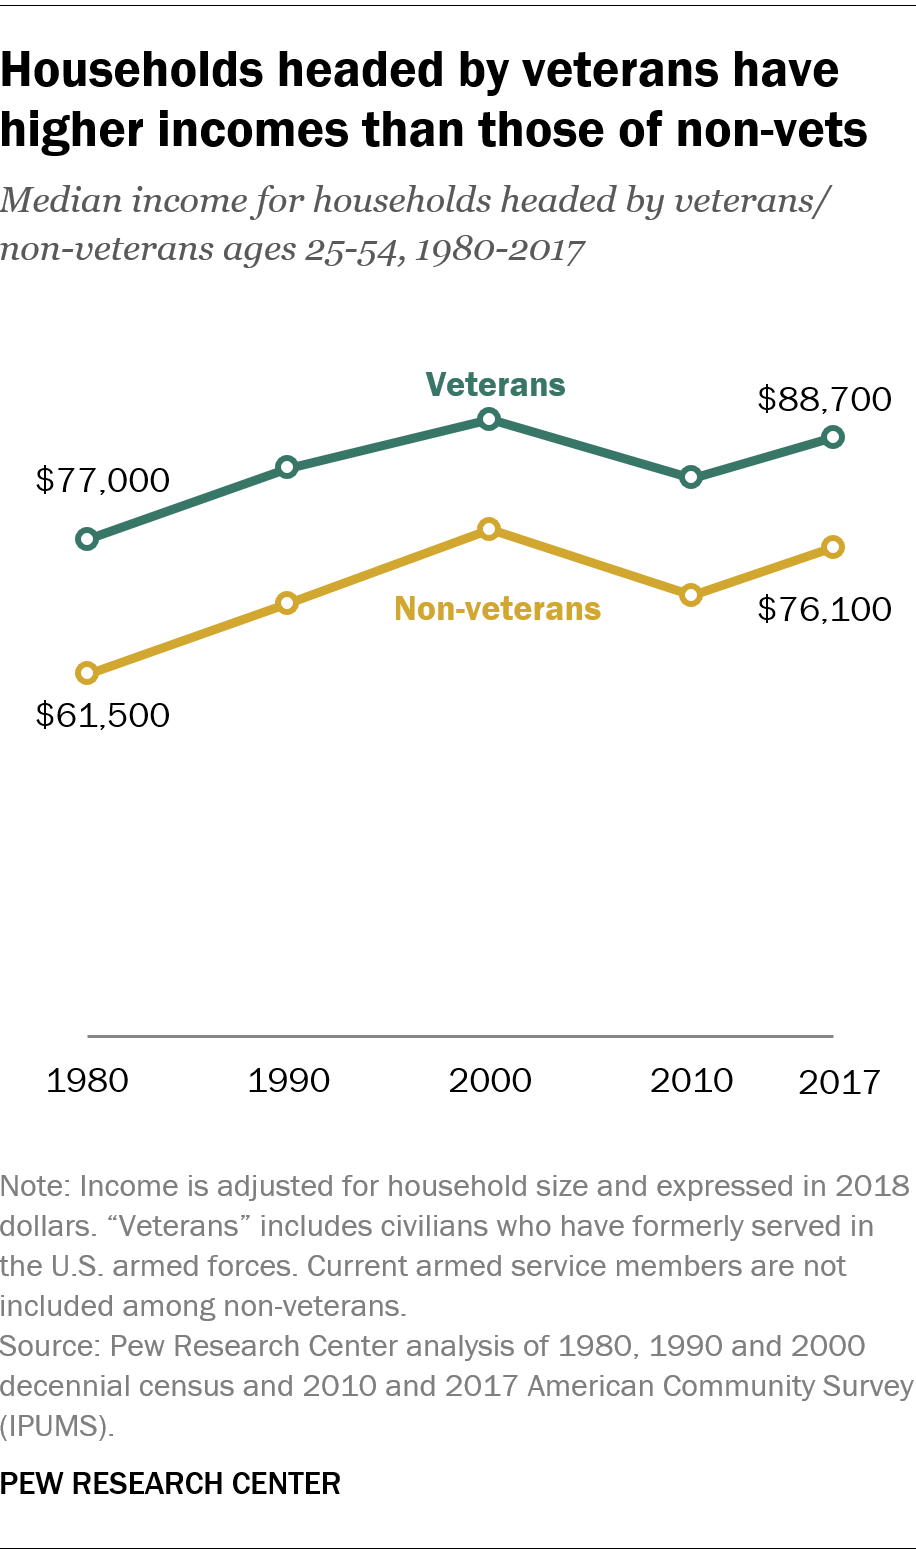 Households headed by veterans have
higher incomes than those of non-vets
Median income for households headed by veterans/
non-veterans ages 25-54, 1980-2017
Veterans
$88,700
$77,000
Non-veterans
$76,100
$61,500
1980
1990
2000
2010
2017
Note: Income is adjusted for household size and expressed in 2018
dollars. “Veterans” includes civilians who have formerly served in
the U.S. armed forces. Current armed service members are not
included among non-veterans.
Source: Pew Research Center analysis of 1980, 1990 and 2000
decennial census and 2010 and 2017 American Community Survey
(IPUMS).
PEW RESEARCH CENTER